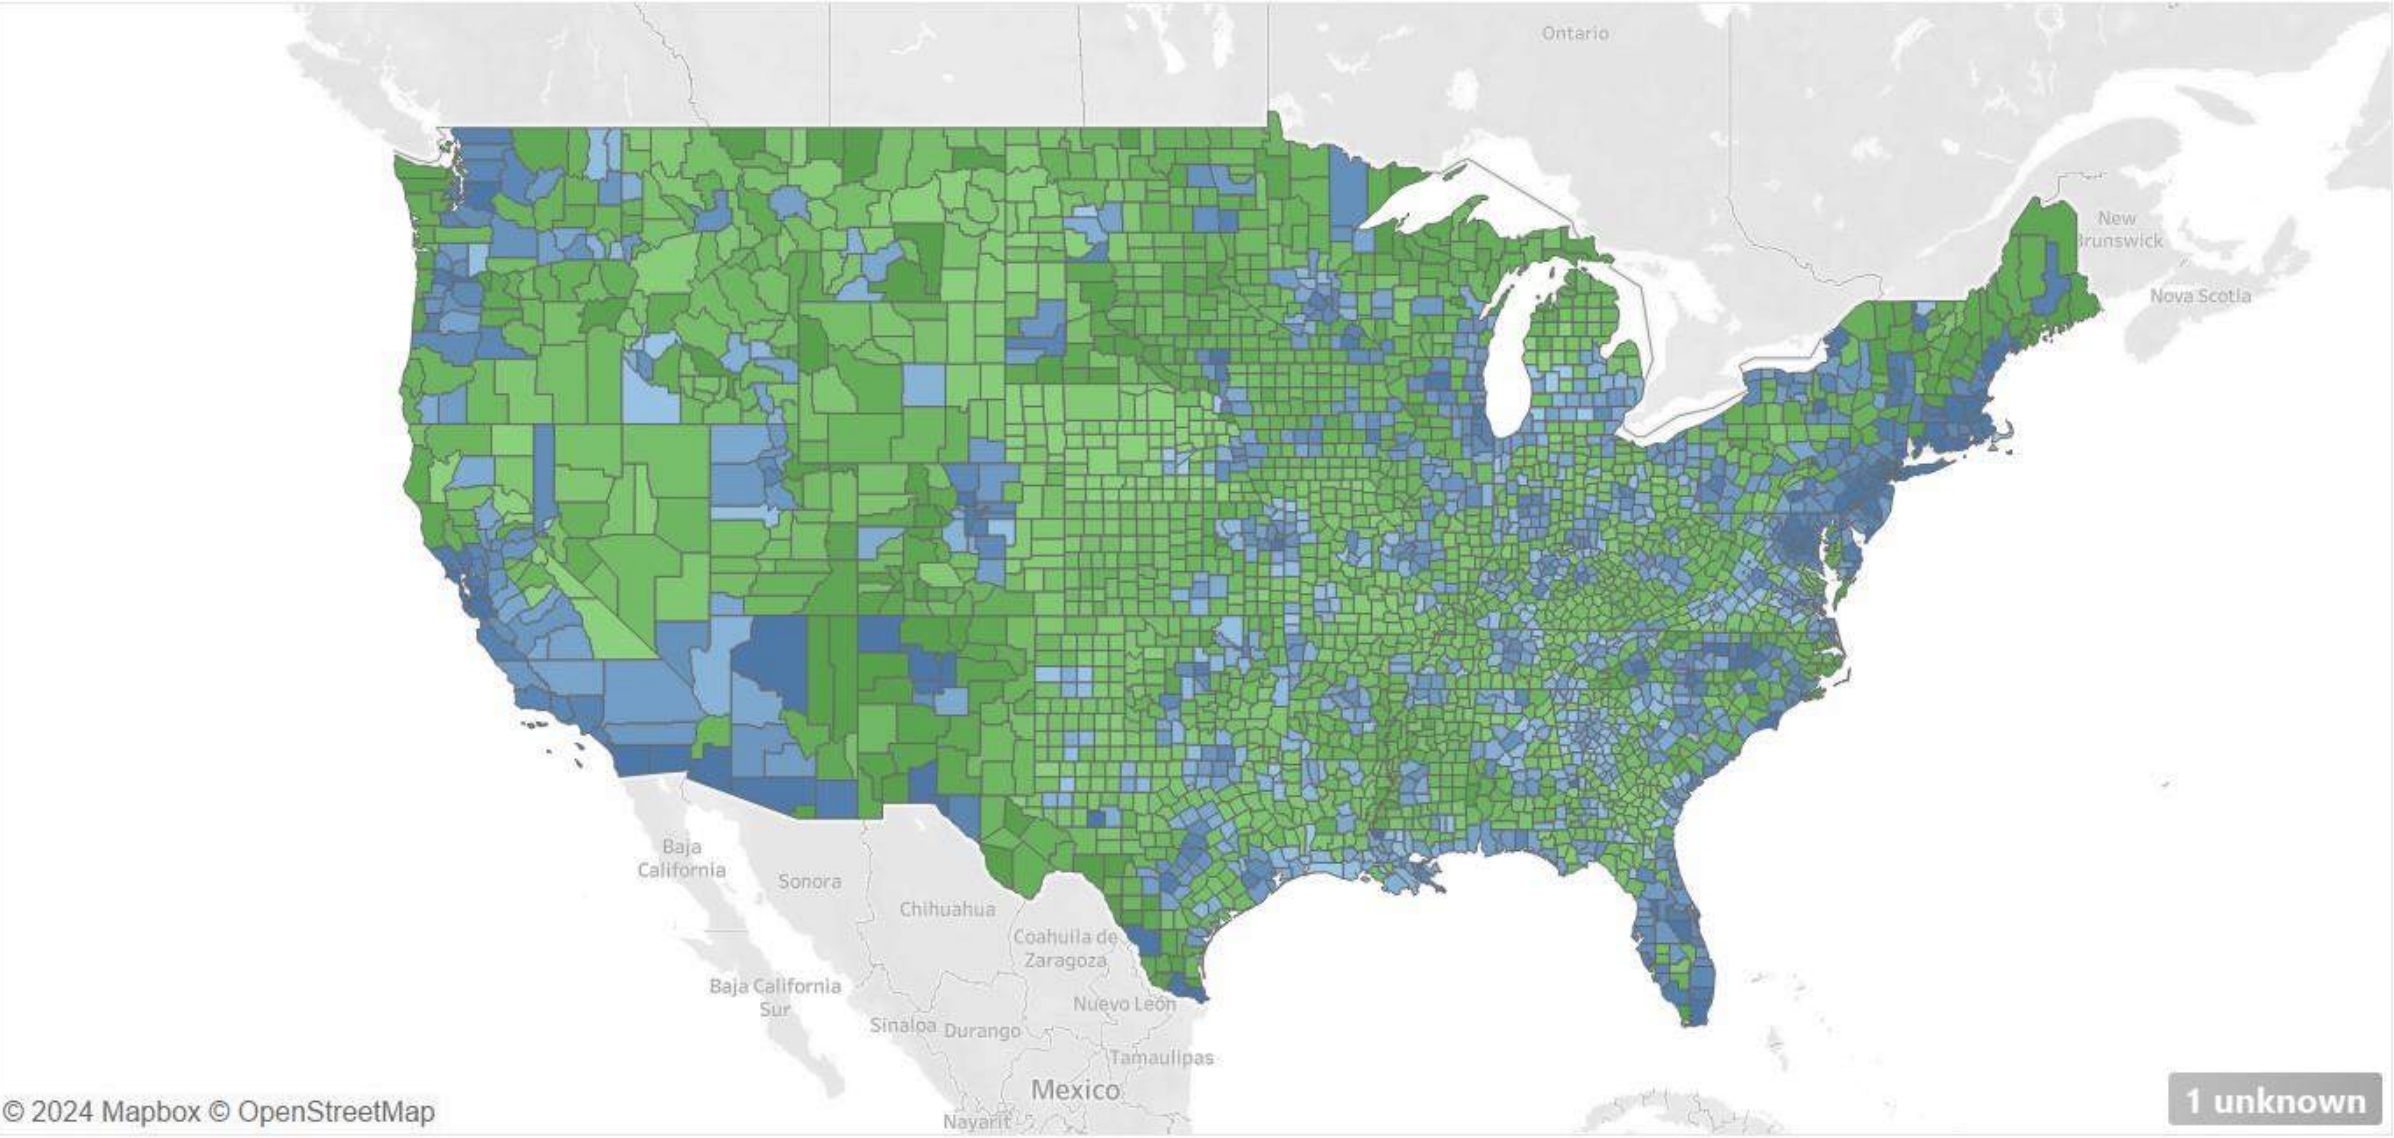 Ontario
New
Brunswick
Nova Scotia
Baja
California
Sonora
Chihuahua
Coahuila de
Zaragoza
Baja California
Sur
Nuevo León
Sinaloa
Durango
Tamaulipas
Mexico
Nayarit
© 2024 Mapbox © OpenStreetMap
1 unknown